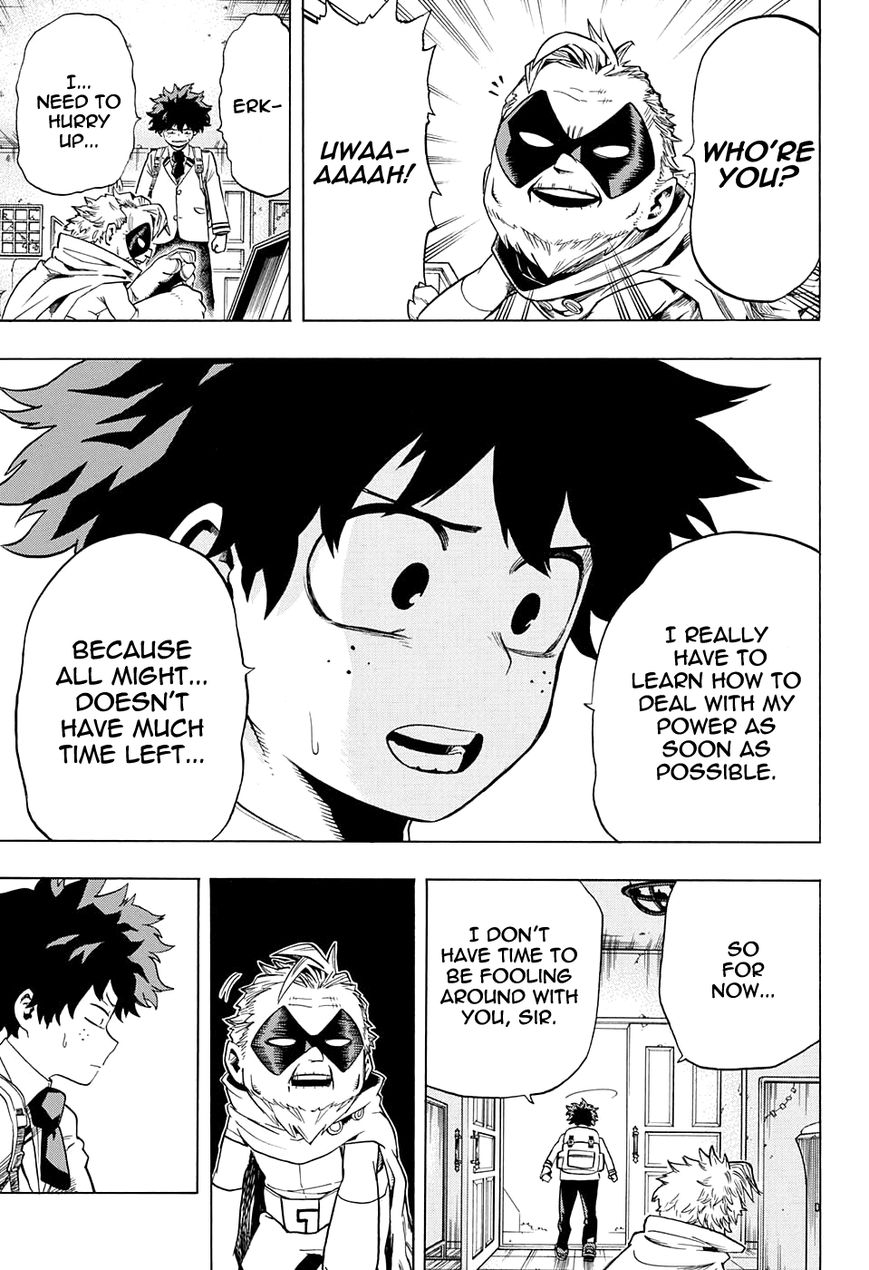 WHO'RE
YOU?
UWAA-
AAAAH!
ERK-
I...
NEED TO
HURRY
UP...
I REALLY
HAVE TO
LEARN HOW TO
DEAL WITH MY
POWER AS
SOON AS
POSSIBLE.
BECAUSE
ALL MIGHT...
DOESN'T
HAVE MUCH
TIME LEFT...
SO
FOR
NOW...
I DON'T
HAVE TIME TO
BE FOOLING
AROUND WITH
YOU, SIR.
G